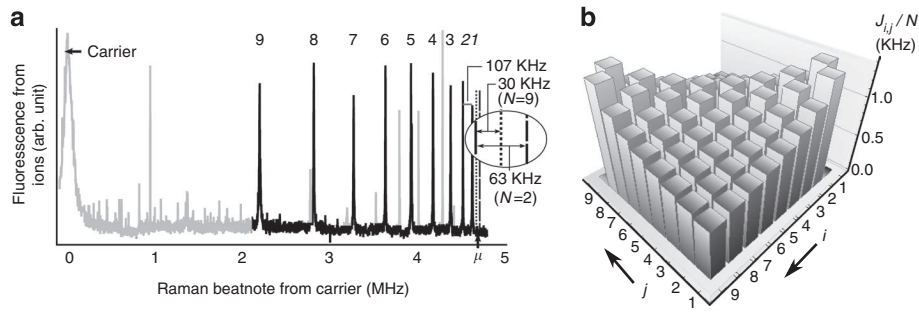 a
Fluoresscence from
ions (arb. unit)
Carrier
9 8 7 6 5 4 3 21
107 KHz
30 KHz
(N=9)
63 KHz
(N=2)
0 1 2 3 4 μ 5
Raman beatnote from carrier (MHz)
b
J i,j / N
(KHz)
1.0
0.5
0.0
9 8 7 6 5 4 3 2 1
j
9 8 7 6 5 4 3 2 1
i